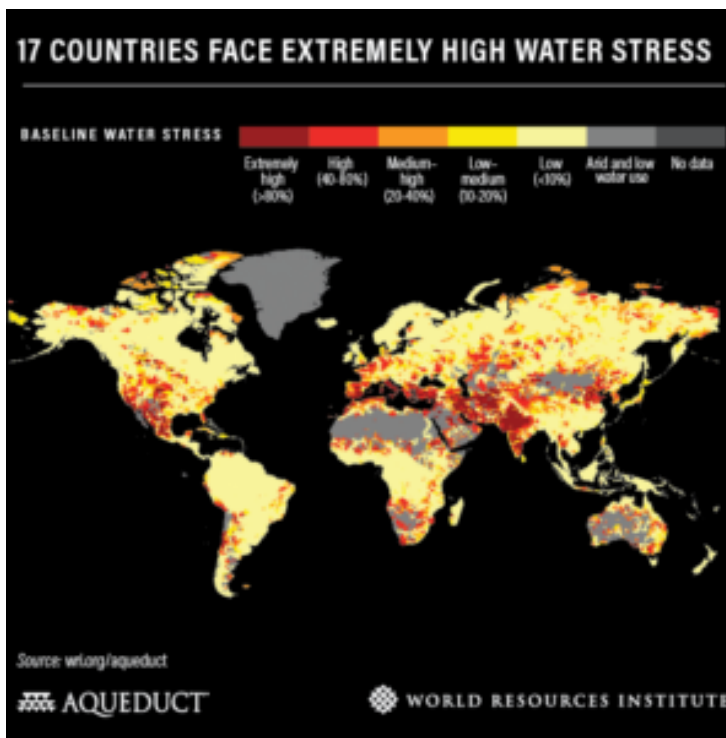 17 COUNTRIES FACE EXTREMELY HIGH WATER STRESS
BASELINE WATER STRESS
Extremely high (>80%)
High (40-80%)
Medium–high (20-40%)
Low–medium (10-20%)
Low (<10%)
Arid and low water use
No data
Source: wri.org/aqueduct
AQUEDUCT
WORLD RESOURCES INSTITUTE